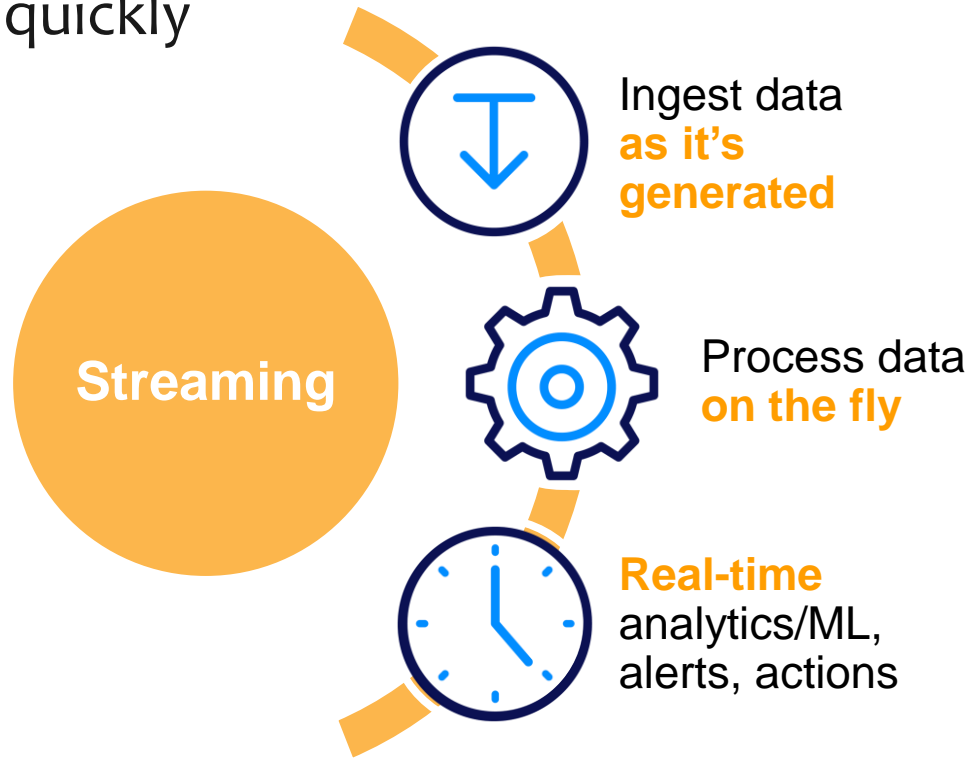 quickly
Ingest data
as it’s
generated
Streaming
Process data
on the fly
Real-time
analytics/ML,
alerts, actions